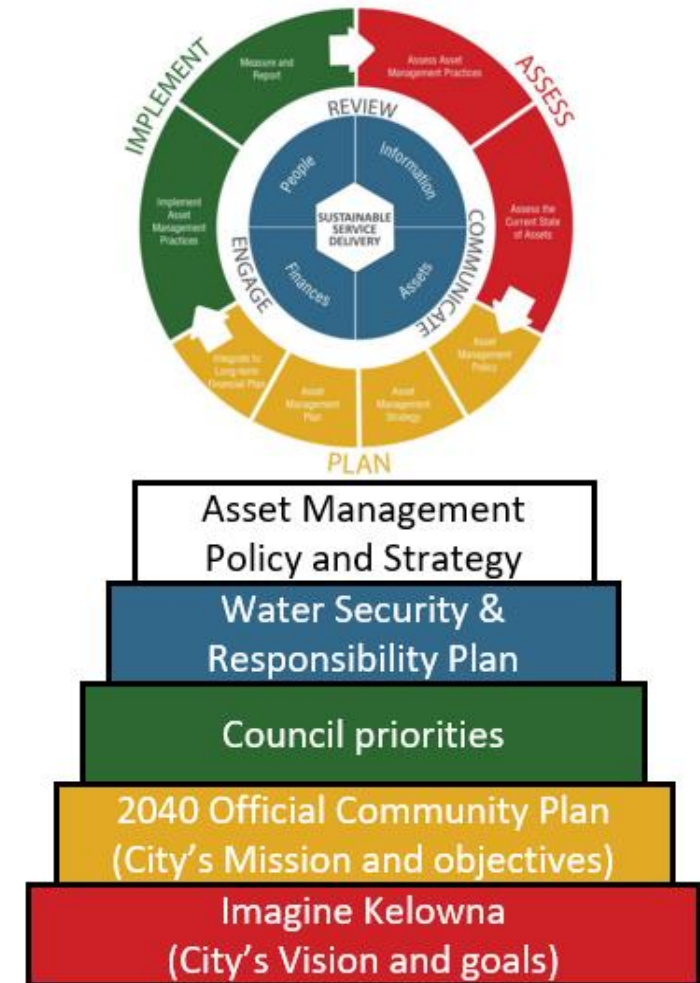 IMPLEMENT
ASSESS
PLAN
Measure and
Report
Assess Asset
Management Practices
Implement
Asset
Management
Practices
Assess the
Current State
of Assets
Integrate to
Long-term
Financial Plan
Asset
Management
Plan
Asset
Management
Strategy
Asset
Management
Policy
REVIEW
COMMUNICATE
ENGAGE
People
Information
Finances
Assets
SUSTAINABLE
SERVICE
DELIVERY
Asset Management
Policy and Strategy
Water Security &
Responsibility Plan
Council priorities
2040 Official Community Plan
(City’s Mission and objectives)
Imagine Kelowna
(City’s Vision and goals)